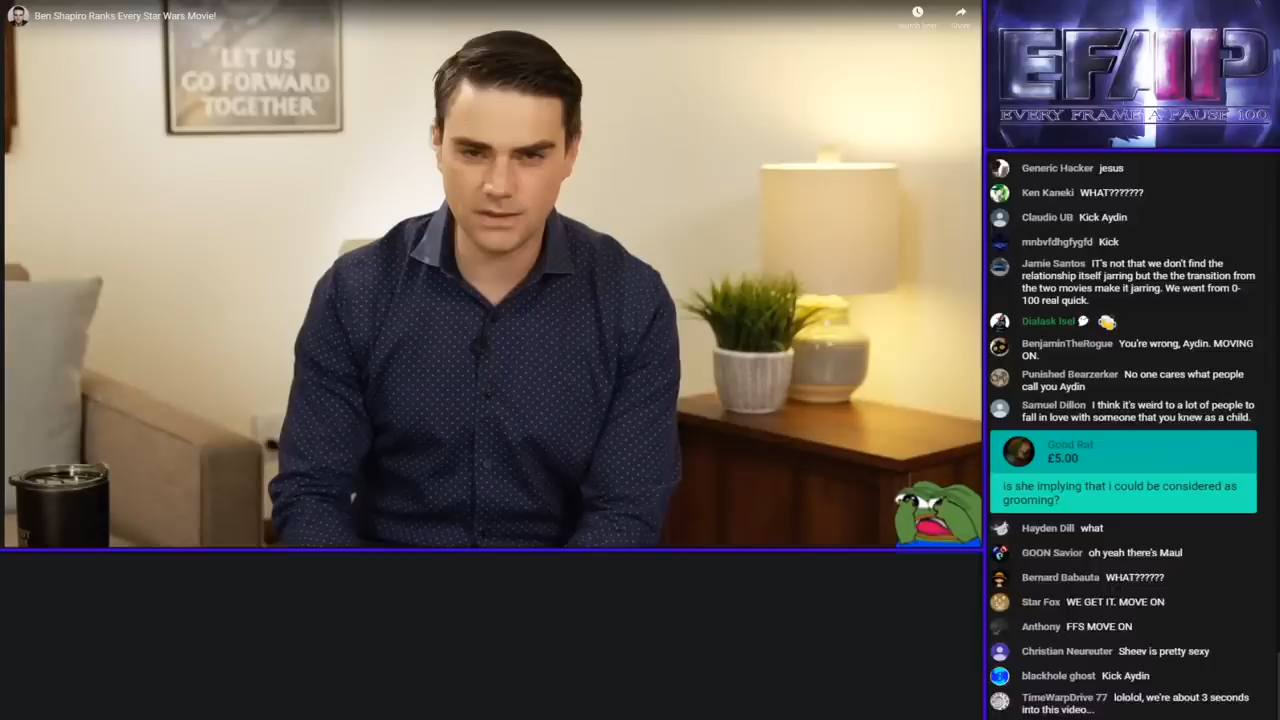 Ben Shapiro Ranks Every Star Wars Movie!
Watch later
Share
LET US
GO FORWARD
TOGETHER
EFAP
EVERY FRAME A PAUSE 100
Generic Hacker jesus
Ken Kaneki WHAT???????
Claudio UB Kick Aydin
mnbvfdhgfygfd Kick
Jamie Santos IT's not that we don't find the
relationship itself jarring but the the transition from
the two movies make it jarring. We went from 0-
100 real quick.
Dialask Isel
BenjaminTheRogue You're wrong, Aydin. MOVING
ON.
Punished Bearzerker No one cares what people
call you Aydin
Samuel Dillon I think it's weird to a lot of people to
fall in love with someone that you knew as a child.
Good Rat
£5.00
is she implying that i could be considered as
grooming?
Hayden Dill what
GOON Savior oh yeah there's Maul
Bernard Babauta WHAT??????
Star Fox WE GET IT. MOVE ON
Anthony FFS MOVE ON
Christian Neureuter Sheev is pretty sexy
blackhole ghost Kick Aydin
TimeWarpDrive 77 lololol, we're about 3 seconds
into this video...